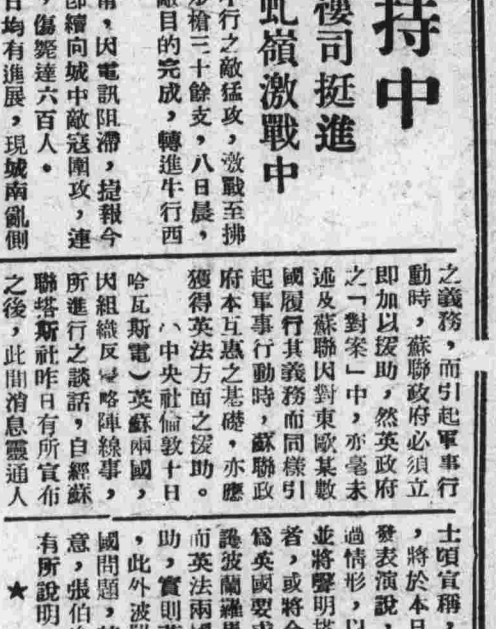 持中
樓司挺進
虬嶺激戰中
行之敵猛攻，激戰至拂
槍三十餘支，八日晨，
敵目的完成，轉進牛行西
，因電訊阻滯，捷報今
續向城中敵寇圍攻，連
，傷斃達六百人。
日均有進展，現城南亂側
之義務，而引起軍事行
動時，蘇聯政府必須立
即加以援助，然英政府
之「對案」中，亦毫未
述及蘇聯因對東歐某數
國履行其義務而同樣引
起軍事行動時，蘇聯政
府本互惠之基礎，亦應
獲得英法方面之援助。
（中央社倫敦十日
哈瓦斯電）英蘇兩國，
因組織反侵略陣線事，
所進行之談話，自經蘇
聯塔斯社昨日有所宣布
之後，此間消息靈通人
士頃宣稱，
，將於本日
發表演說，
過情形，以
並將聲明
者，或將
爲英國要
護波蘭羅
而英法兩
助，實則
，此外波
國問題，
意，張伯
有所說明
★